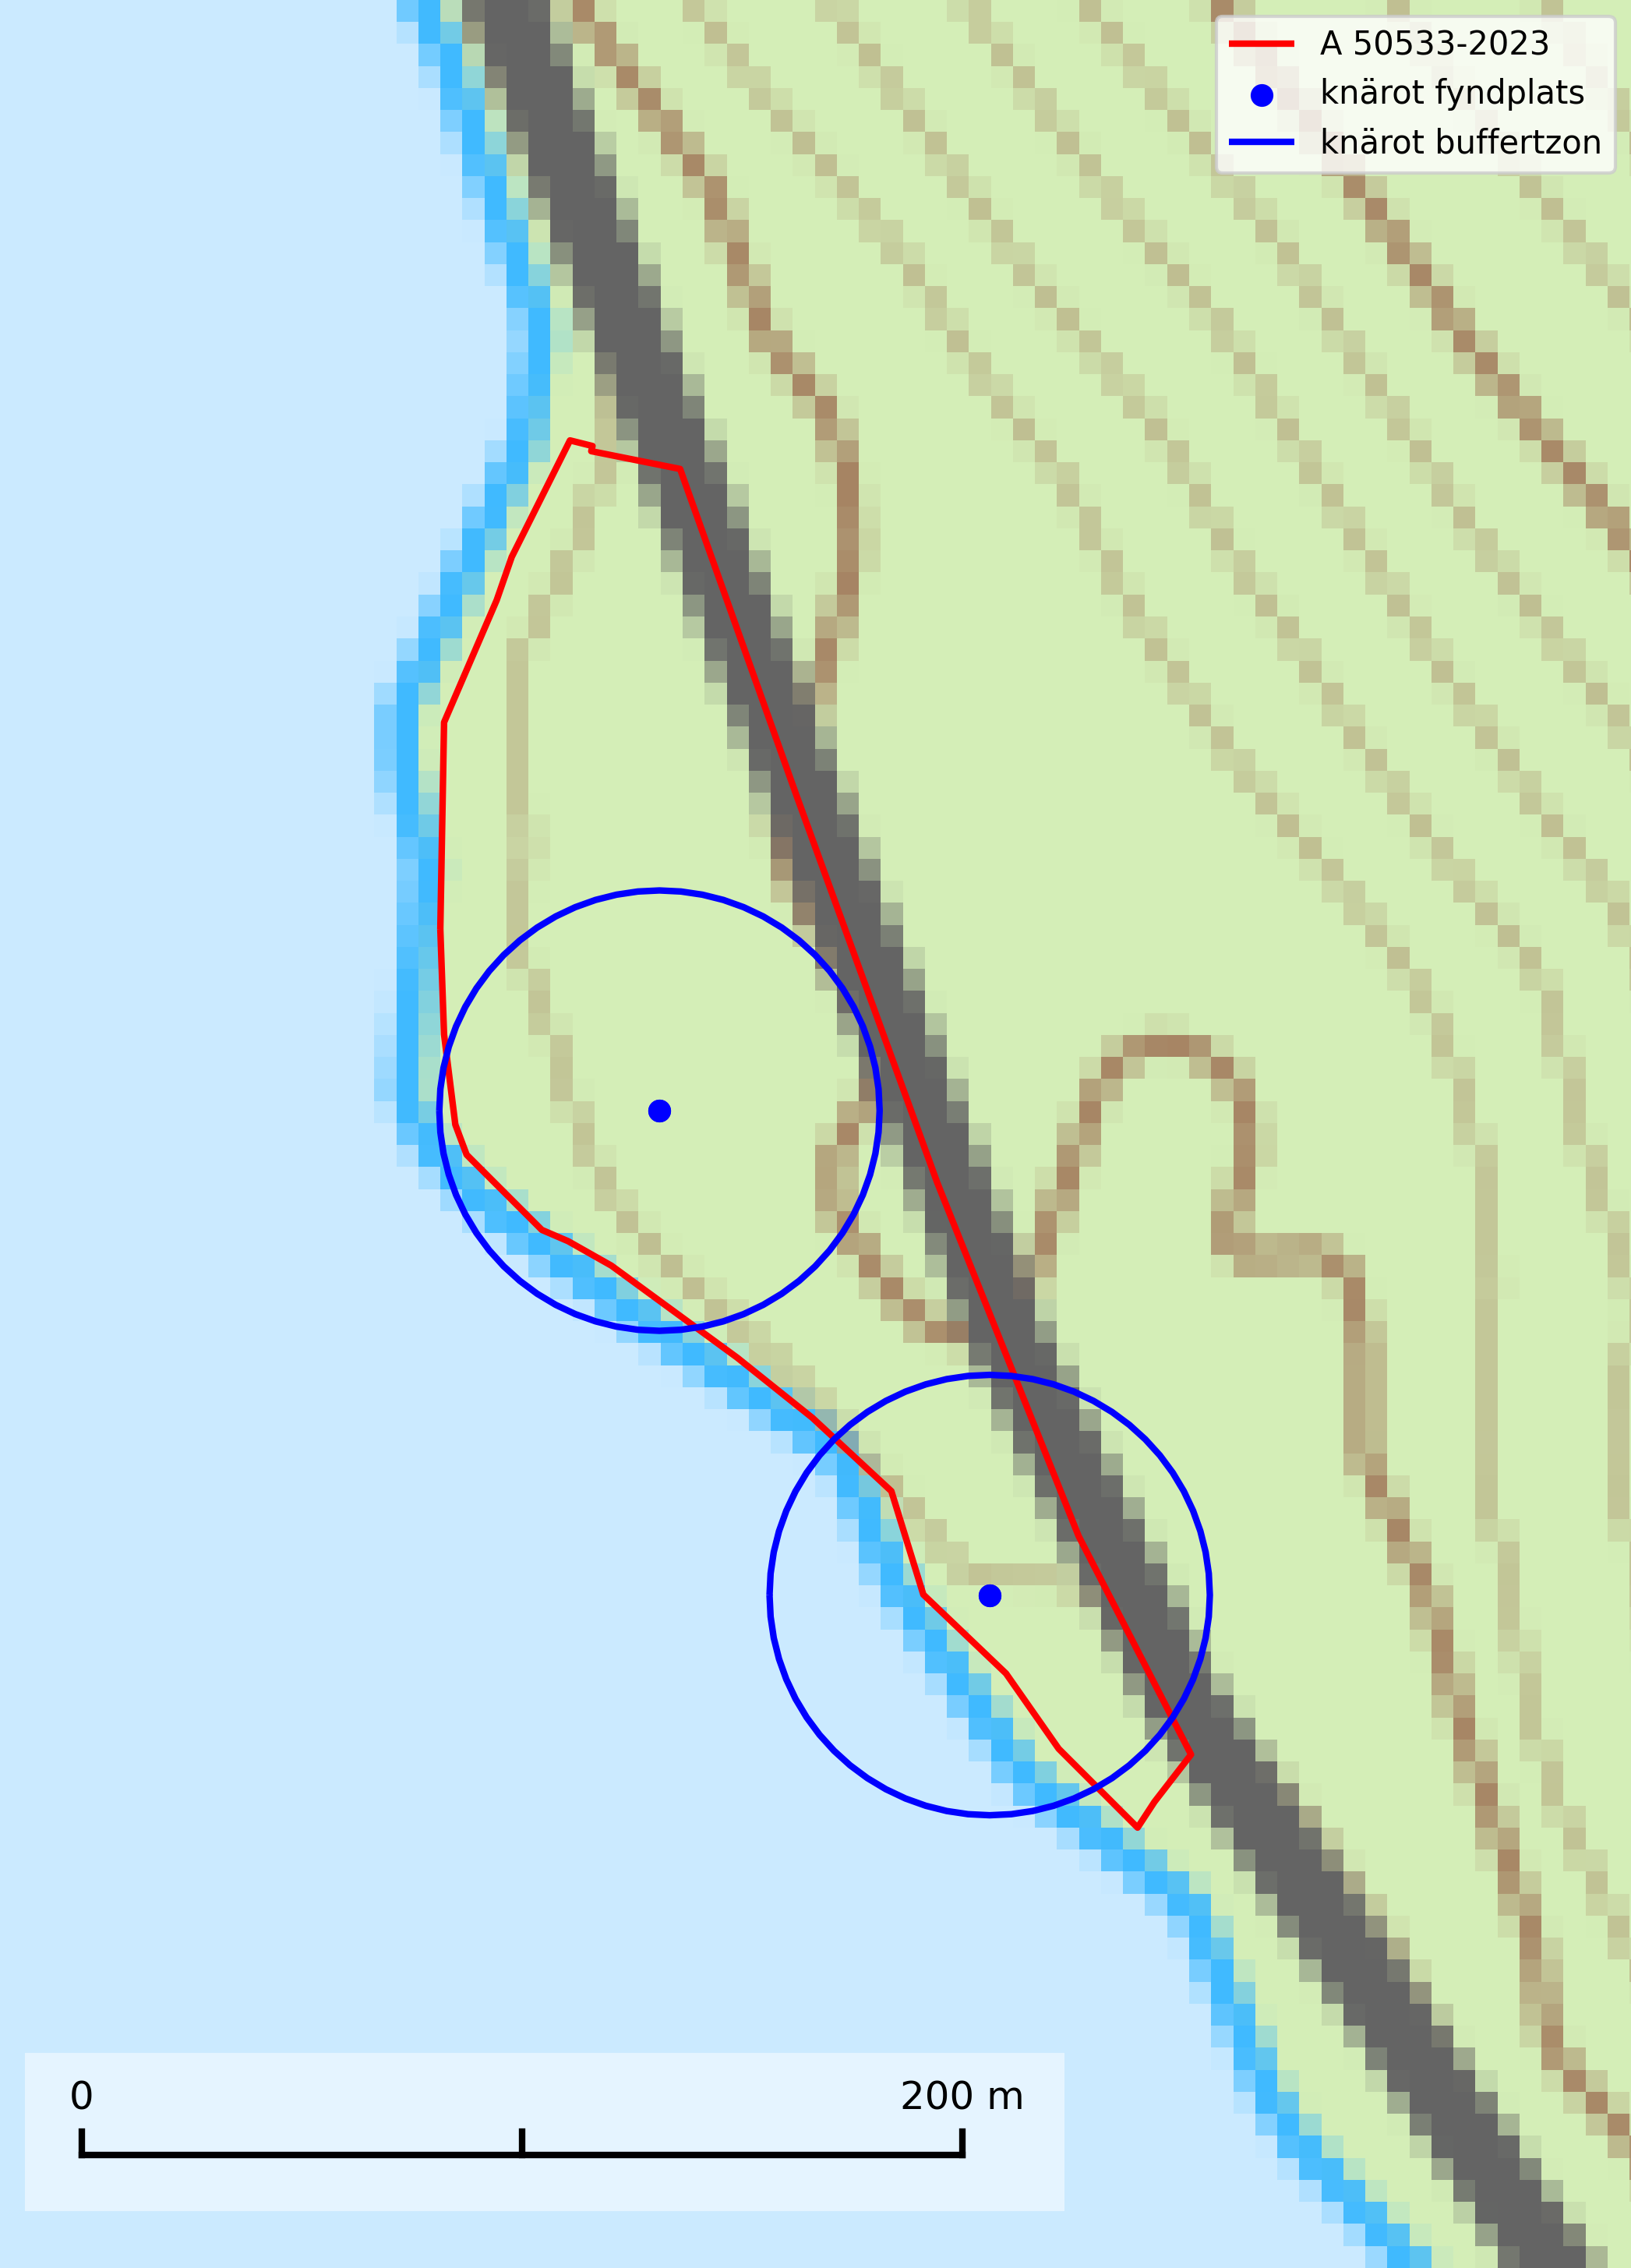 A 50533-2023
knärot fyndplats
knärot buffertzon
0
200 m